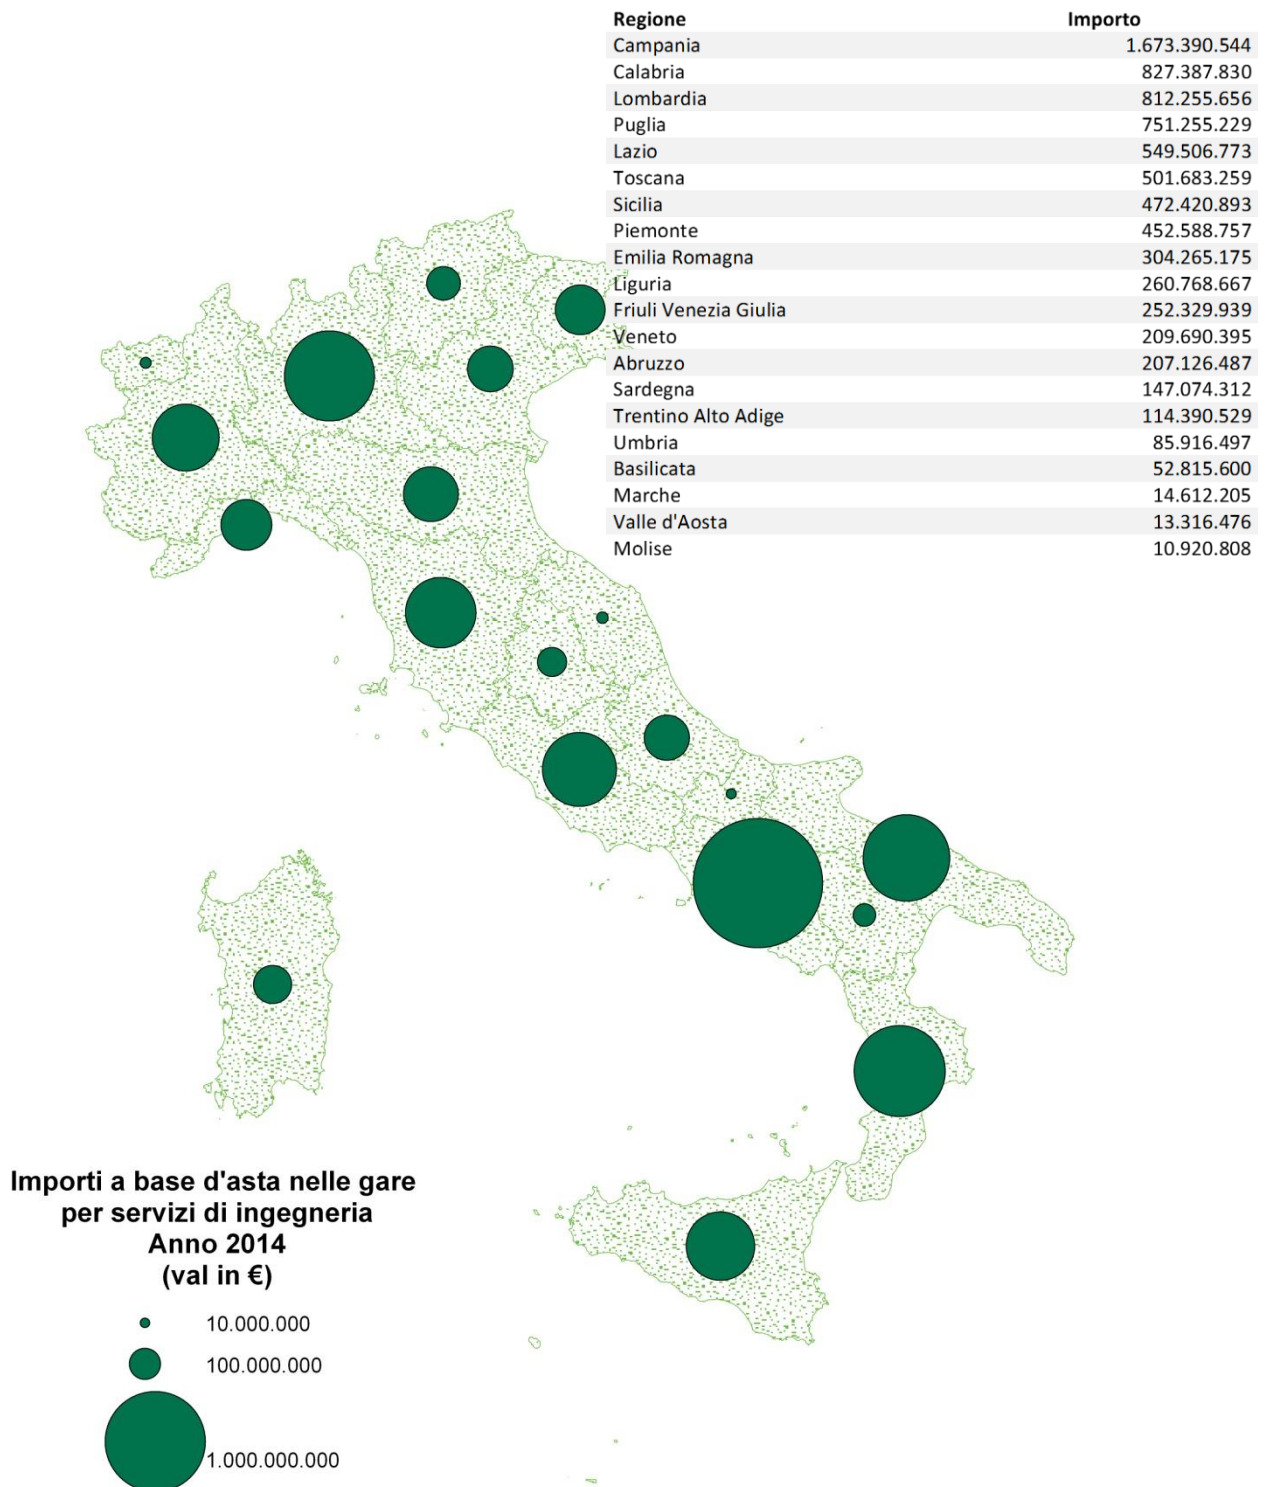 Regione Importo
Campania 1.673.390.544
Calabria 827.387.830
Lombardia 812.255.656
Puglia 751.255.229
Lazio 549.506.773
Toscana 501.683.259
Sicilia 472.420.893
Piemonte 452.588.757
Emilia Romagna 304.265.175
Liguria 260.768.667
Friuli Venezia Giulia 252.329.939
Veneto 209.690.395
Abruzzo 207.126.487
Sardegna 147.074.312
Trentino Alto Adige 114.390.529
Umbria 85.916.497
Basilicata 52.815.600
Marche 14.612.205
Valle d'Aosta 13.316.476
Molise 10.920.808
Importi a base d'asta nelle gare
per servizi di ingegneria
Anno 2014
(val in €)
10.000.000
100.000.000
1.000.000.000